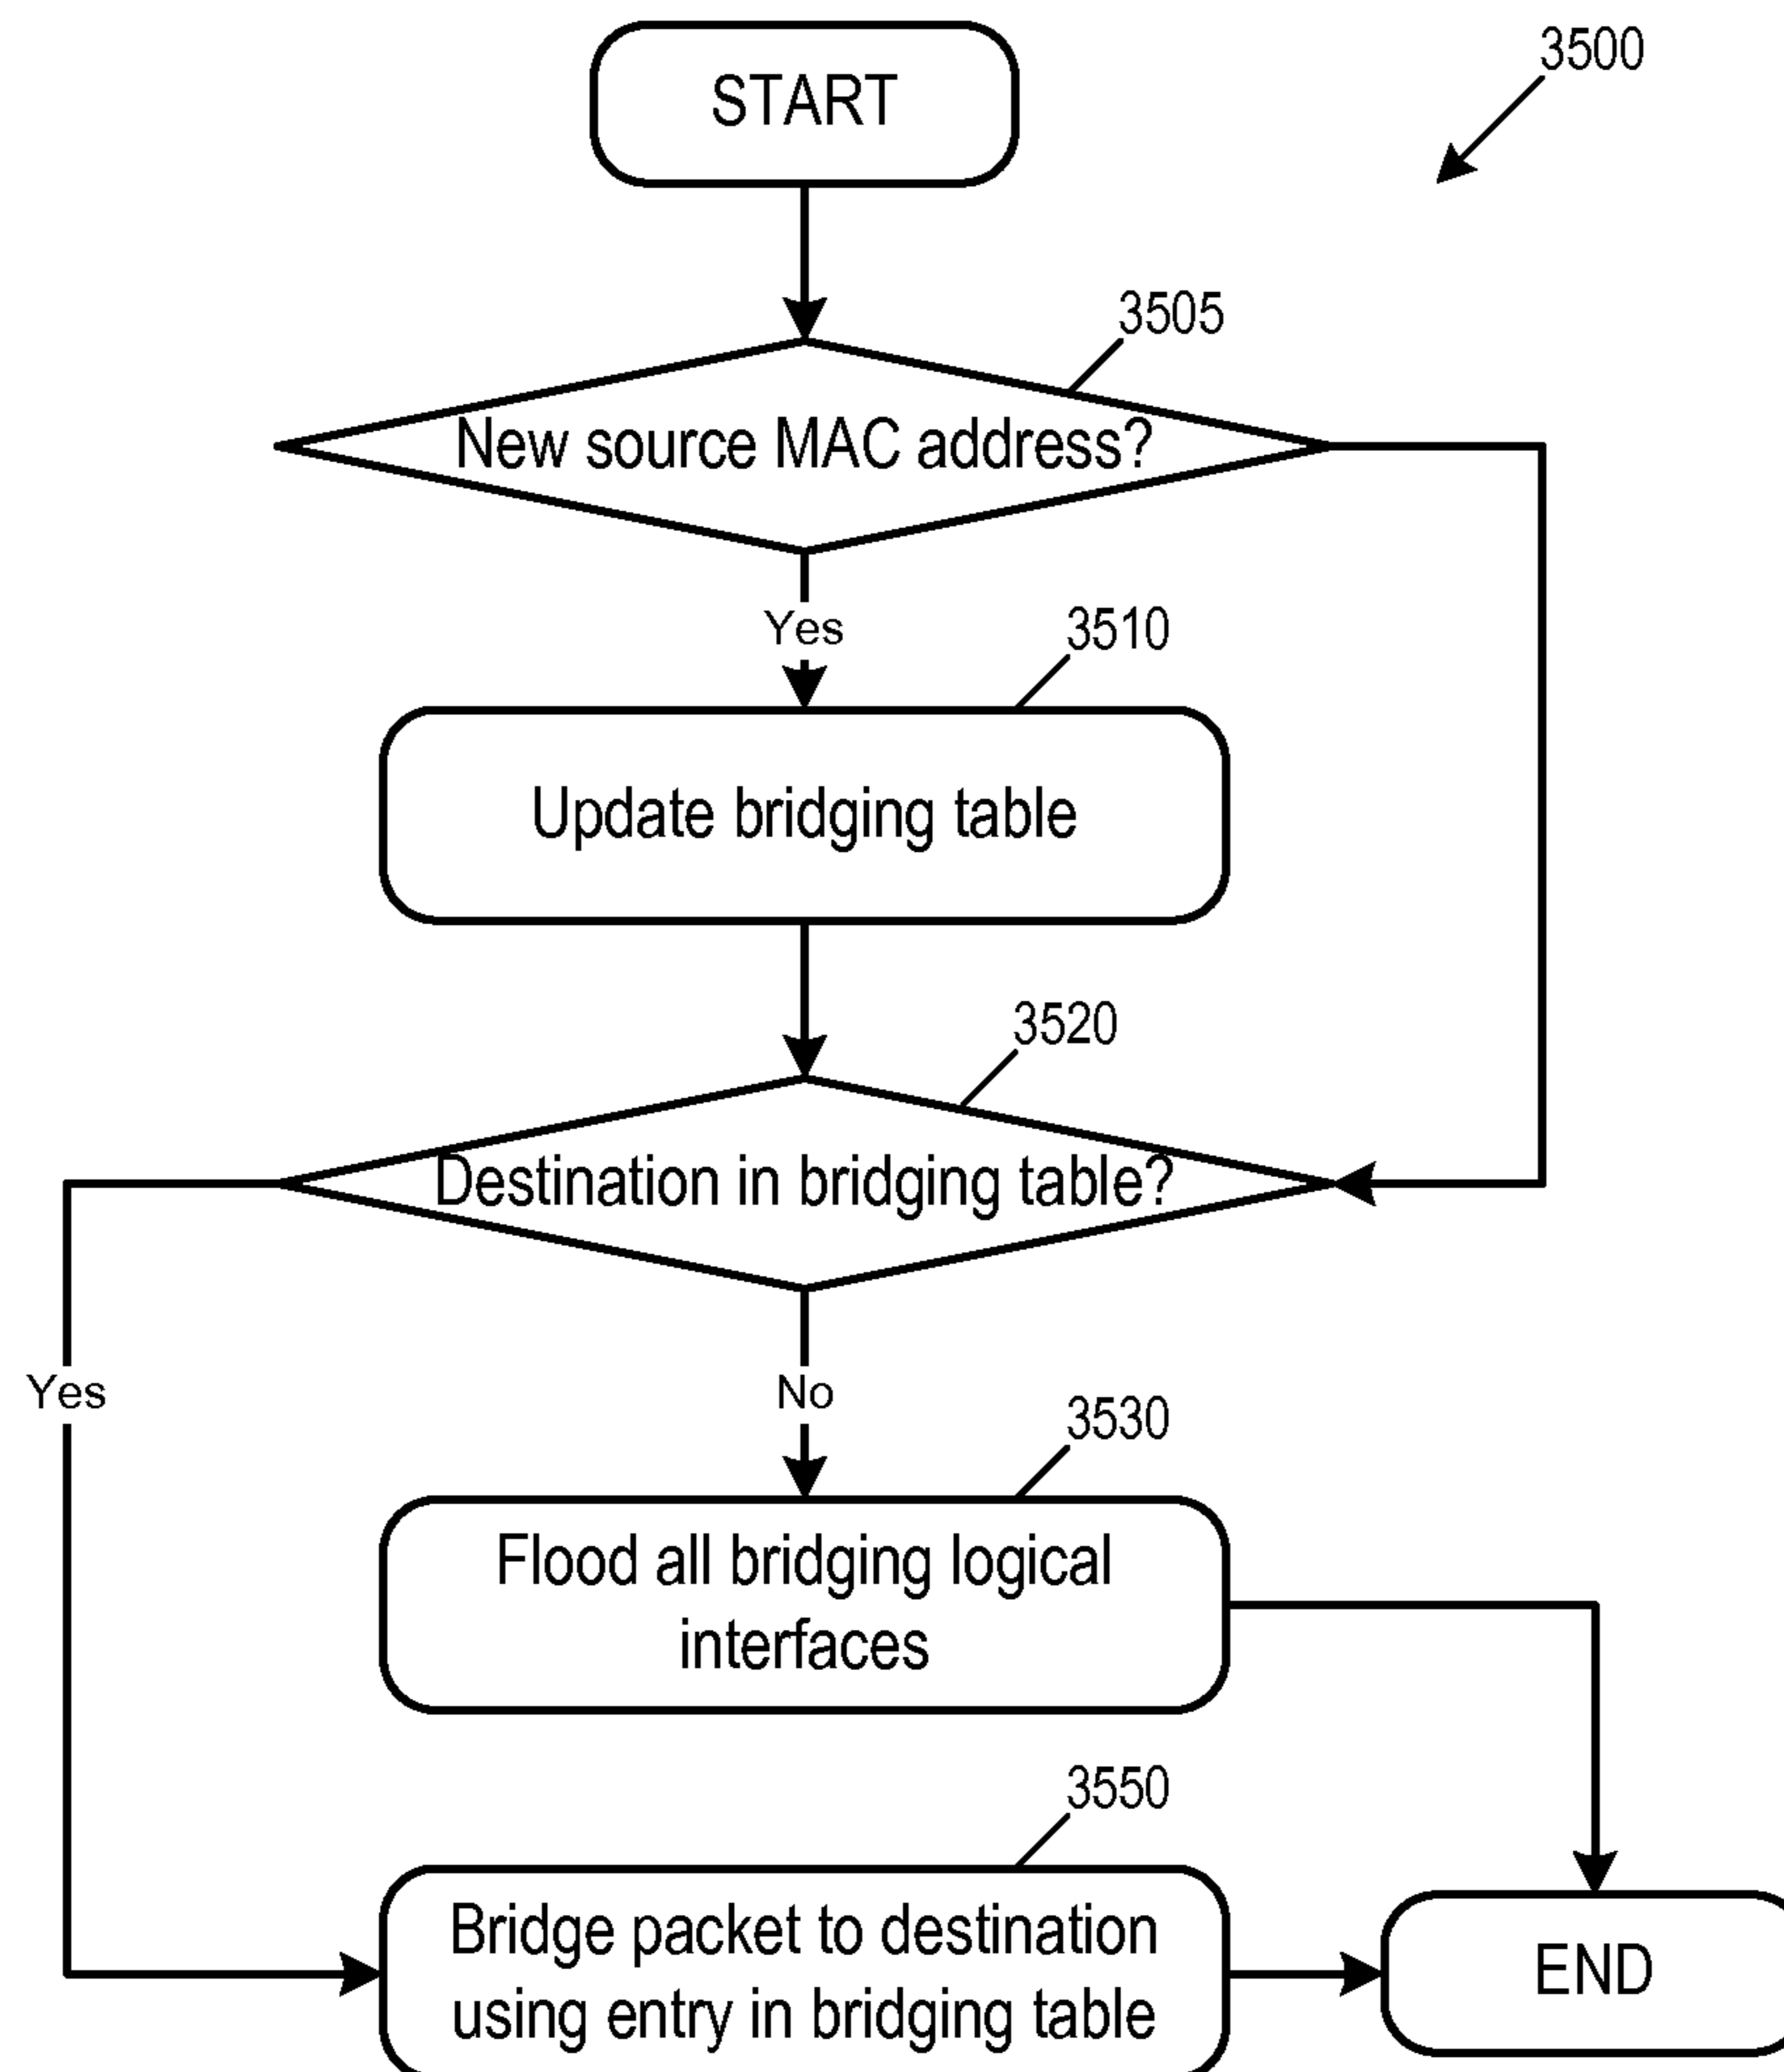 START
3500
3505
New source MAC address?
Yes
3510
Update bridging table
3520
Destination in bridging table?
Yes
No
3530
Flood all bridging logical
interfaces
3550
Bridge packet to destination
using entry in bridging table
END